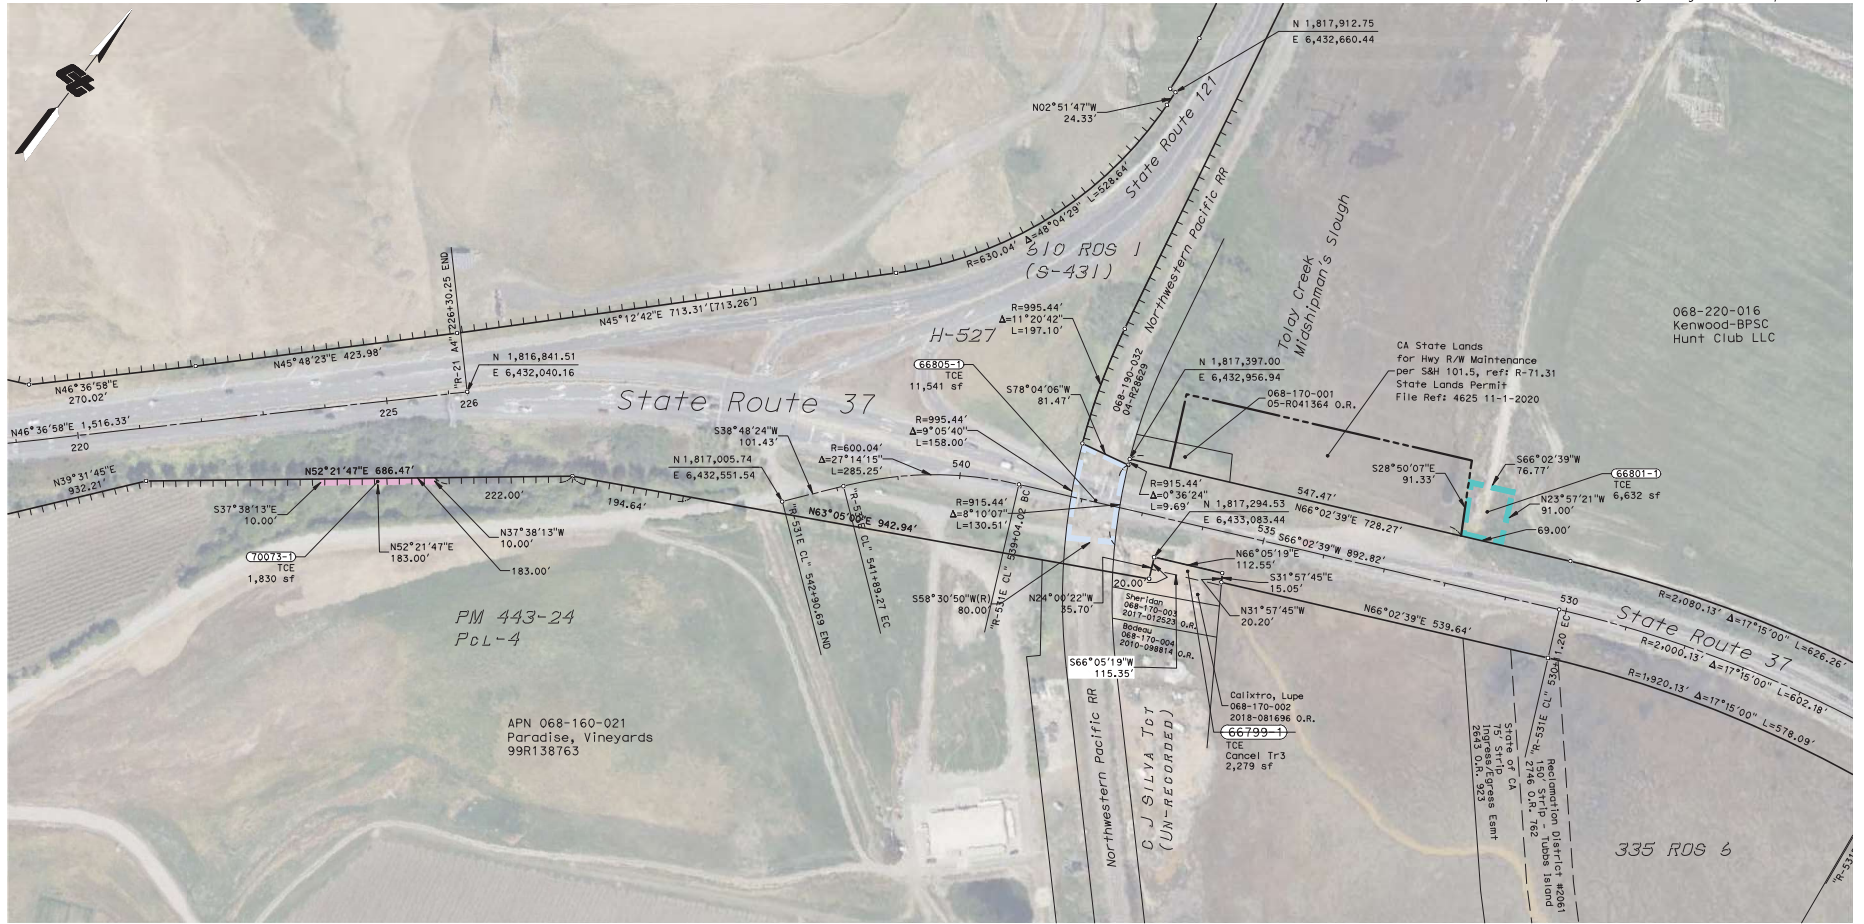 N 1,817,912.75
E 6,432,660.44
N02°51'47"W
24.33'
State Route 121
R=630.04' Δ=48°04'29" L=528.64'
510 ROS 1
(S-431)
Northwestern Pacific RR
Tolay Creek
Midshipman's Slough
068-220-016
Kenwood-BPSC
Hunt Club LLC
"R-21 A4" 226+30.25 END
N45°12'42"E 713.31'[713.26']
N45°48'23"E 423.98'
N46°36'58"E
270.02'
N46°36'58"E 1,516.33'
220
225
226
N 1,816,841.51
E 6,432,040.16
State Route 37
H-527
R=995.44'
Δ=11°20'42"
L=197.10'
66805-1
TCE
11,541 sf
S78°04'06"W
81.47'
068-190-032
04-R28629
N 1,817,397.00
E 6,432,956.94
068-170-001
05-R041364 O.R.
CA State Lands
for Hwy R/W Maintenance
per S&H 101.5, ref: R-71.31
State Lands Permit
File Ref: 4625 11-1-2020
S28°50'07"E
91.33'
S66°02'39"W
76.77'
66801-1
TCE
6,632 sf
N23°57'21"W
91.00'
69.00'
R=995.44'
Δ=9°05'40"
L=158.00'
S38°48'24"W
101.43'
R=600.04'
Δ=27°14'15"
L=285.25'
540
N 1,817,005.74
E 6,432,551.54
N39°31'45"E
932.21'
N52°21'47"E 686.47'
222.00'
194.64'
S37°38'13"E
10.00'
N37°38'13"W
10.00'
N52°21'47"E
183.00'
183.00'
70073-1
TCE
1,830 sf
N63°05'00"E 942.94'
R=915.44'
Δ=8°10'07"
L=130.51'
R=915.44'
Δ=0°36'24"
L=9.69'
547.47'
N66°02'39"E 728.27'
N 1,817,294.53
E 6,433,083.44
535
S66°02'39"W 892.82'
N66°05'19"E
112.55'
S31°57'45"E
15.05'
N31°57'45"W
20.20'
20.00'
N24°00'22"W
35.70'
S58°30'50"W(R)
80.00'
"R-531E CL" 542+90.69 END
"R-531E CL" 541+89.27 EC
"R-531E CL" 539+04.02 BC
Sheridan
068-170-003
2017-012523 O.R.
Bodeau
068-170-004
2010-098814 O.R.
S66°05'19"W
115.35'
N66°02'39"E 539.64'
530
State Route 37
R=2,080.13' Δ=17°15'00" L=626.26'
R=2,000.13' Δ=17°15'00" L=602.18'
R=1,920.13' Δ=17°15'00" L=578.09'
"R-531E CL" 530+11.20 EC
PM 443-24
PcL-4
APN 068-160-021
Paradise, Vineyards
99R138763
Northwestern Pacific RR
C J SILVA Tct
(UN-RECORDED)
Calixtro, Lupe
068-170-002
2018-081696 O.R.
66799-1
TCE
Cancel Tr3
2,279 sf
State of CA
75' Strip
Ingress/Egress Esmt
2643 O.R. 923
Reclamation District #2061
150' Strip - Tubbs Island
2746 O.R. 762
335 ROS 6